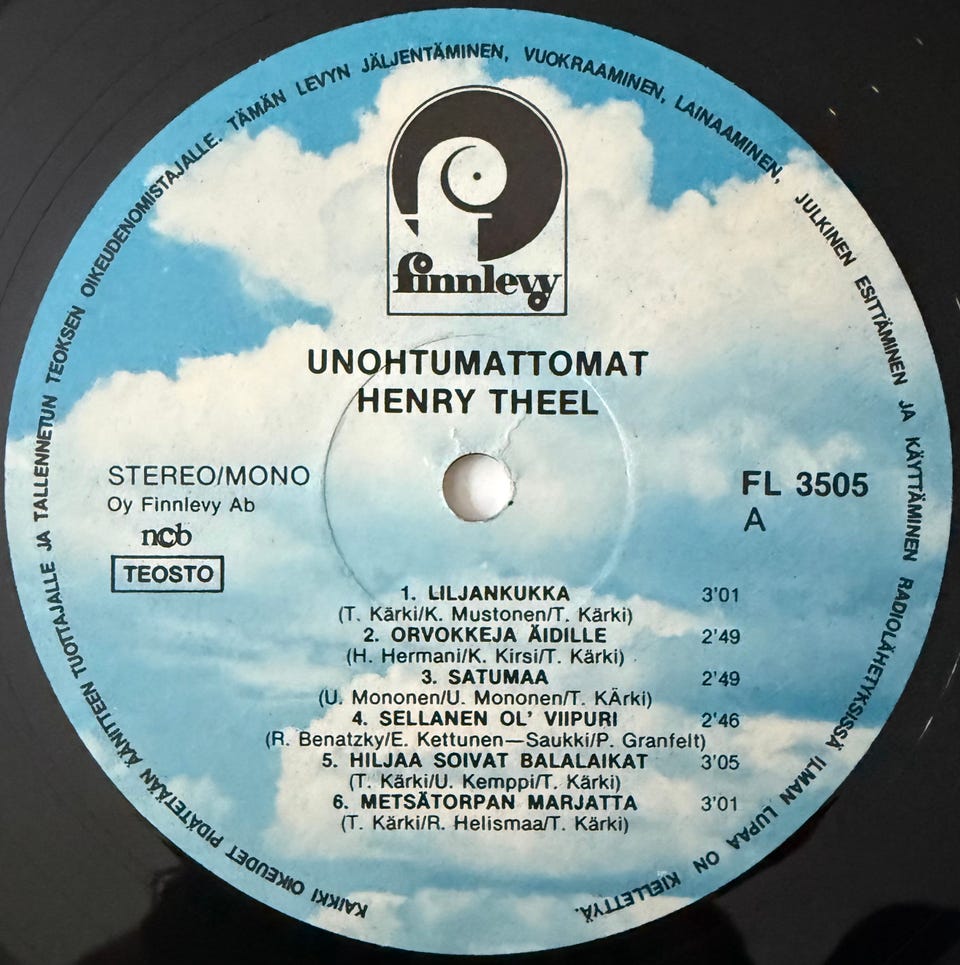 KAIKKI OIKEUDET PIDÄTETÄÄN ÄÄNITTEEN TUOTTAJALLE JA TALLENNETUN TEOKSEN OIKEUDENOMISTAJALLE. TÄMÄN LEVYN JÄLJENTÄMINEN, VUOKRAAMINEN, LAINAAMINEN, JULKINEN ESITTÄMINEN JA KÄYTTÄMINEN RADIOLÄHETYKSISSÄ ILMAN LUPAA ON KIELLETTYÄ.
finnlevy
UNOHTUMATTOMAT
HENRY THEEL
STEREO/MONO
Oy Finnlevy Ab
ncb
TEOSTO
FL 3505
A
1. LILJANKUKKA 3'01
(T. Kärki/K. Mustonen/T. Kärki)
2. ORVOKKEJA ÄIDILLE 2'49
(H. Hermani/K. Kirsi/T. Kärki)
3. SATUMAA 2'49
(U. Mononen/U. Mononen/T. KÄrki)
4. SELLANEN OL' VIIPURI 2'46
(R. Benatzky/E. Kettunen—Saukki/P. Granfelt)
5. HILJAA SOIVAT BALALAIKAT 3'05
(T. Kärki/U. Kemppi/T. Kärki)
6. METSÄTORPAN MARJATTA 3'01
(T. Kärki/R. Helismaa/T. Kärki)